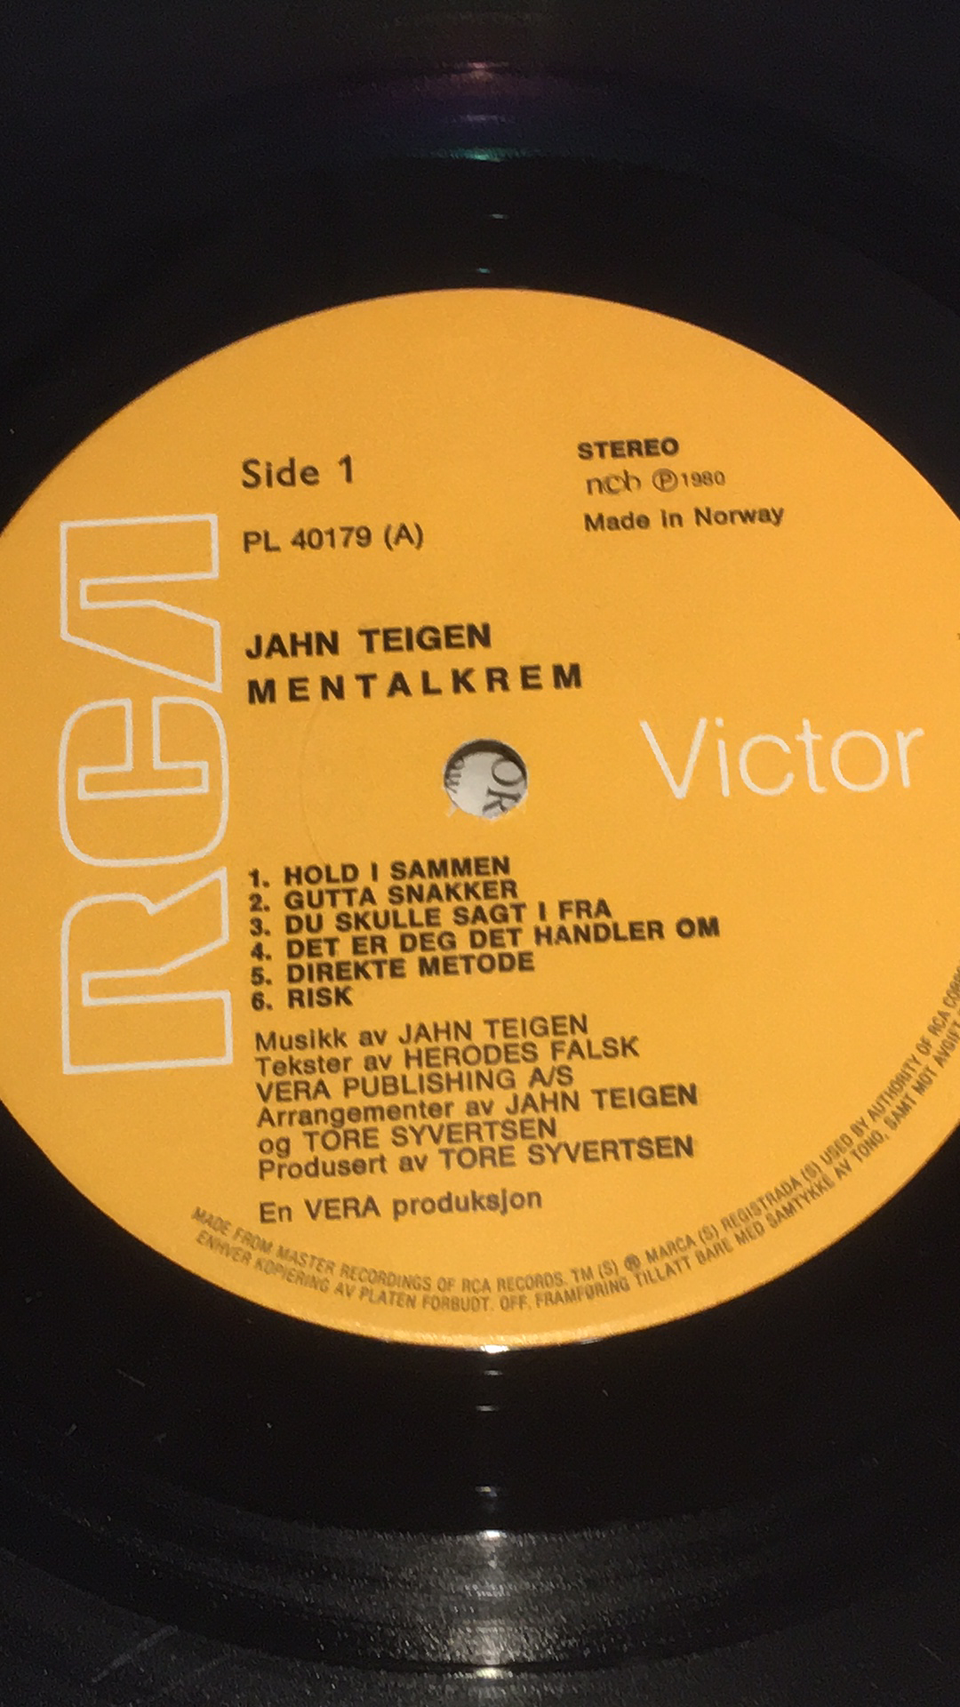 Side 1
STEREO
ncb Ⓟ1980
PL 40179 (A)
Made in Norway
RCA
JAHN TEIGEN
MENTALKREM
Victor
OR
1. HOLD I SAMMEN
2. GUTTA SNAKKER
3. DU SKULLE SAGT I FRA
4. DET ER DEG DET HANDLER OM
5. DIREKTE METODE
6. RISK
Musikk av JAHN TEIGEN
Tekster av HERODES FALSK
VERA PUBLISHING A/S
Arrangementer av JAHN TEIGEN
og TORE SYVERTSEN
Produsert av TORE SYVERTSEN
En VERA produksjon
MADE FROM MASTER RECORDINGS OF RCA RECORDS. TM (S) ® MARCA (S) REGISTRADA (S) USED BY AUTHORITY OF RCA
ENHVER KOPIERING AV PLATEN FORBUDT. OFF. FRAMFØRING TILLATT BARE MED SAMTYKKE AV TONO, SAMT MOT AVGIFT